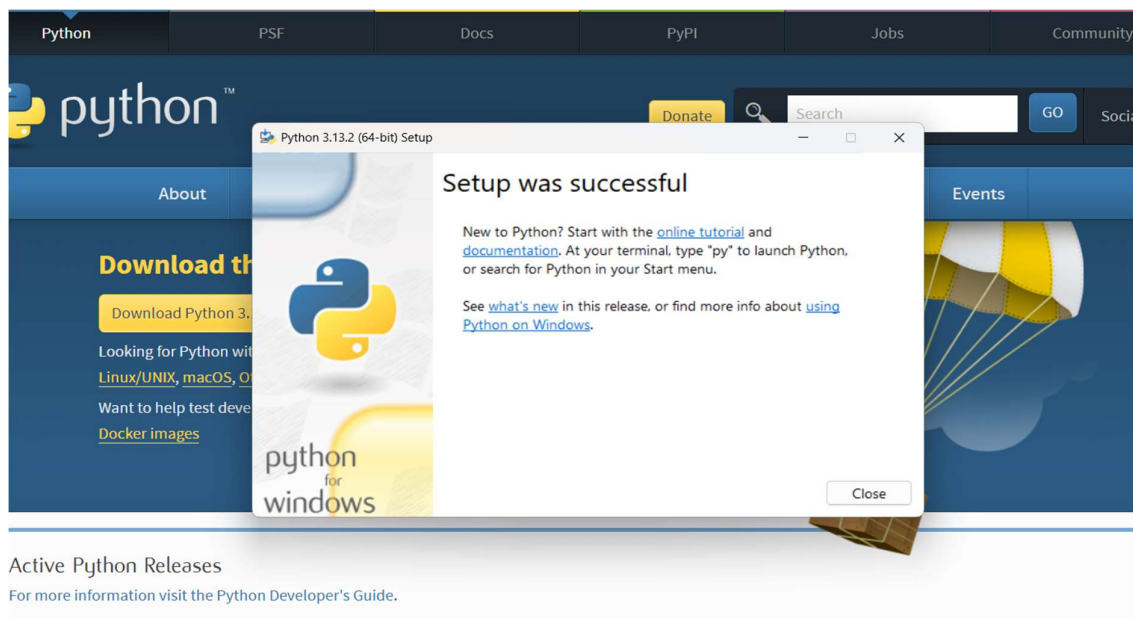 Python
PSF
Docs
PyPI
Jobs
Community
python™
Donate
Search
GO
Python 3.13.2 (64-bit) Setup
About
Events
Setup was successful
New to Python? Start with the online tutorial and
documentation. At your terminal, type "py" to launch Python,
or search for Python in your Start menu.
See what's new in this release, or find more info about using
Python on Windows.
python
for
windows
Close
Download
Download Python 3.
Looking for Python
Linux/UNIX, macOS,
Want to help test
Docker images
Active Python Releases
For more information visit the Python Developer's Guide.